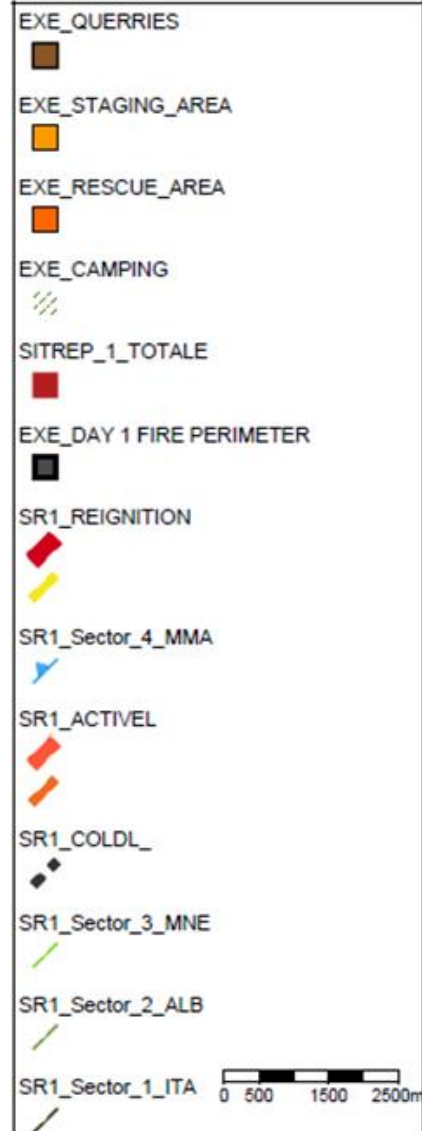 EXE_QUERRIES
EXE_STAGING_AREA
EXE_RESCUE_AREA
EXE_CAMPING
SITREP_1_TOTALE
EXE_DAY 1 FIRE PERIMETER
SR1_REIGNITION
SR1_Sector_4_MMA
SR1_ACTIVEL
SR1_COLDL_
SR1_Sector_3_MNE
SR1_Sector_2_ALB
SR1_Sector_1_ITA
0 500 1500 2500m